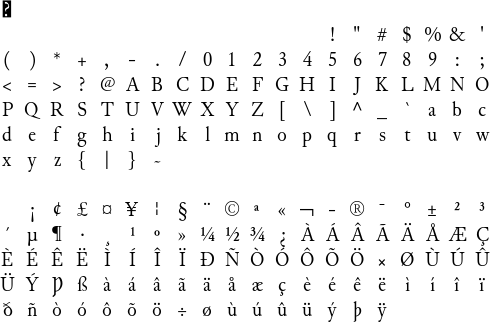 �
! " # $ % & '
( ) * + , - . / 0 1 2 3 4 5 6 7 8 9 : ;
< = > ? @ A B C D E F G H I J K L M N O
P Q R S T U V W X Y Z [ \ ] ^ _ ` a b c
d e f g h i j k l m n o p q r s t u v w
x y z { | } ~
¡ ¢ £ ¤ ¥ ¦ § ¨ © ª « ¬ - ® ¯ ° ± ² ³
´ µ ¶ · ¸ ¹ º » ¼ ½ ¾ ¿ À Á Â Ã Ä Å Æ Ç
È É Ê Ë Ì Í Î Ï Ð Ñ Ò Ó Ô Õ Ö × Ø Ù Ú Û
Ü Ý Þ ß à á â ã ä å æ ç è é ê ë ì í î ï
ð ñ ò ó ô õ ö ÷ ø ù ú û ü ý þ ÿ